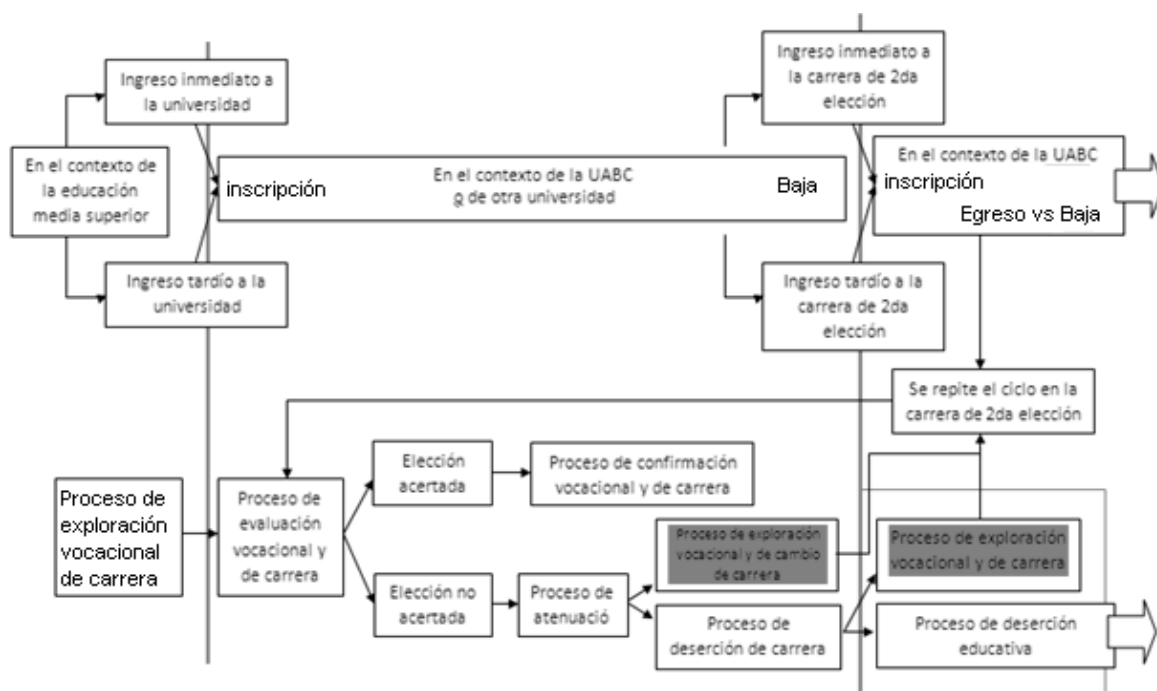 Ingreso inmediato a
la universidad
Ingreso inmediato a
la carrera de 2da
elección
En el contexto de
la educación
media superior
inscripción
En el contexto de la UABC
o de otra universidad
Baja
En el contexto de la UABC
inscripción
Egreso vs Baja
Ingreso tardío a la
universidad
Ingreso tardío a la
carrera de 2da
elección
Se repite el ciclo en la
carrera de 2da elección
Proceso de
exploración
vocacional
de carrera
Proceso de
evaluación
vocacional y
de carrera
Elección
acertada
Proceso de confirmación
vocacional y de carrera
Elección no
acertada
Proceso de
atenuació
Proceso de exploración
vocacional y de cambio
de carrera
Proceso de
deserción de carrera
Proceso de exploración
vocacional y de carrera
Proceso de deserción
educativa